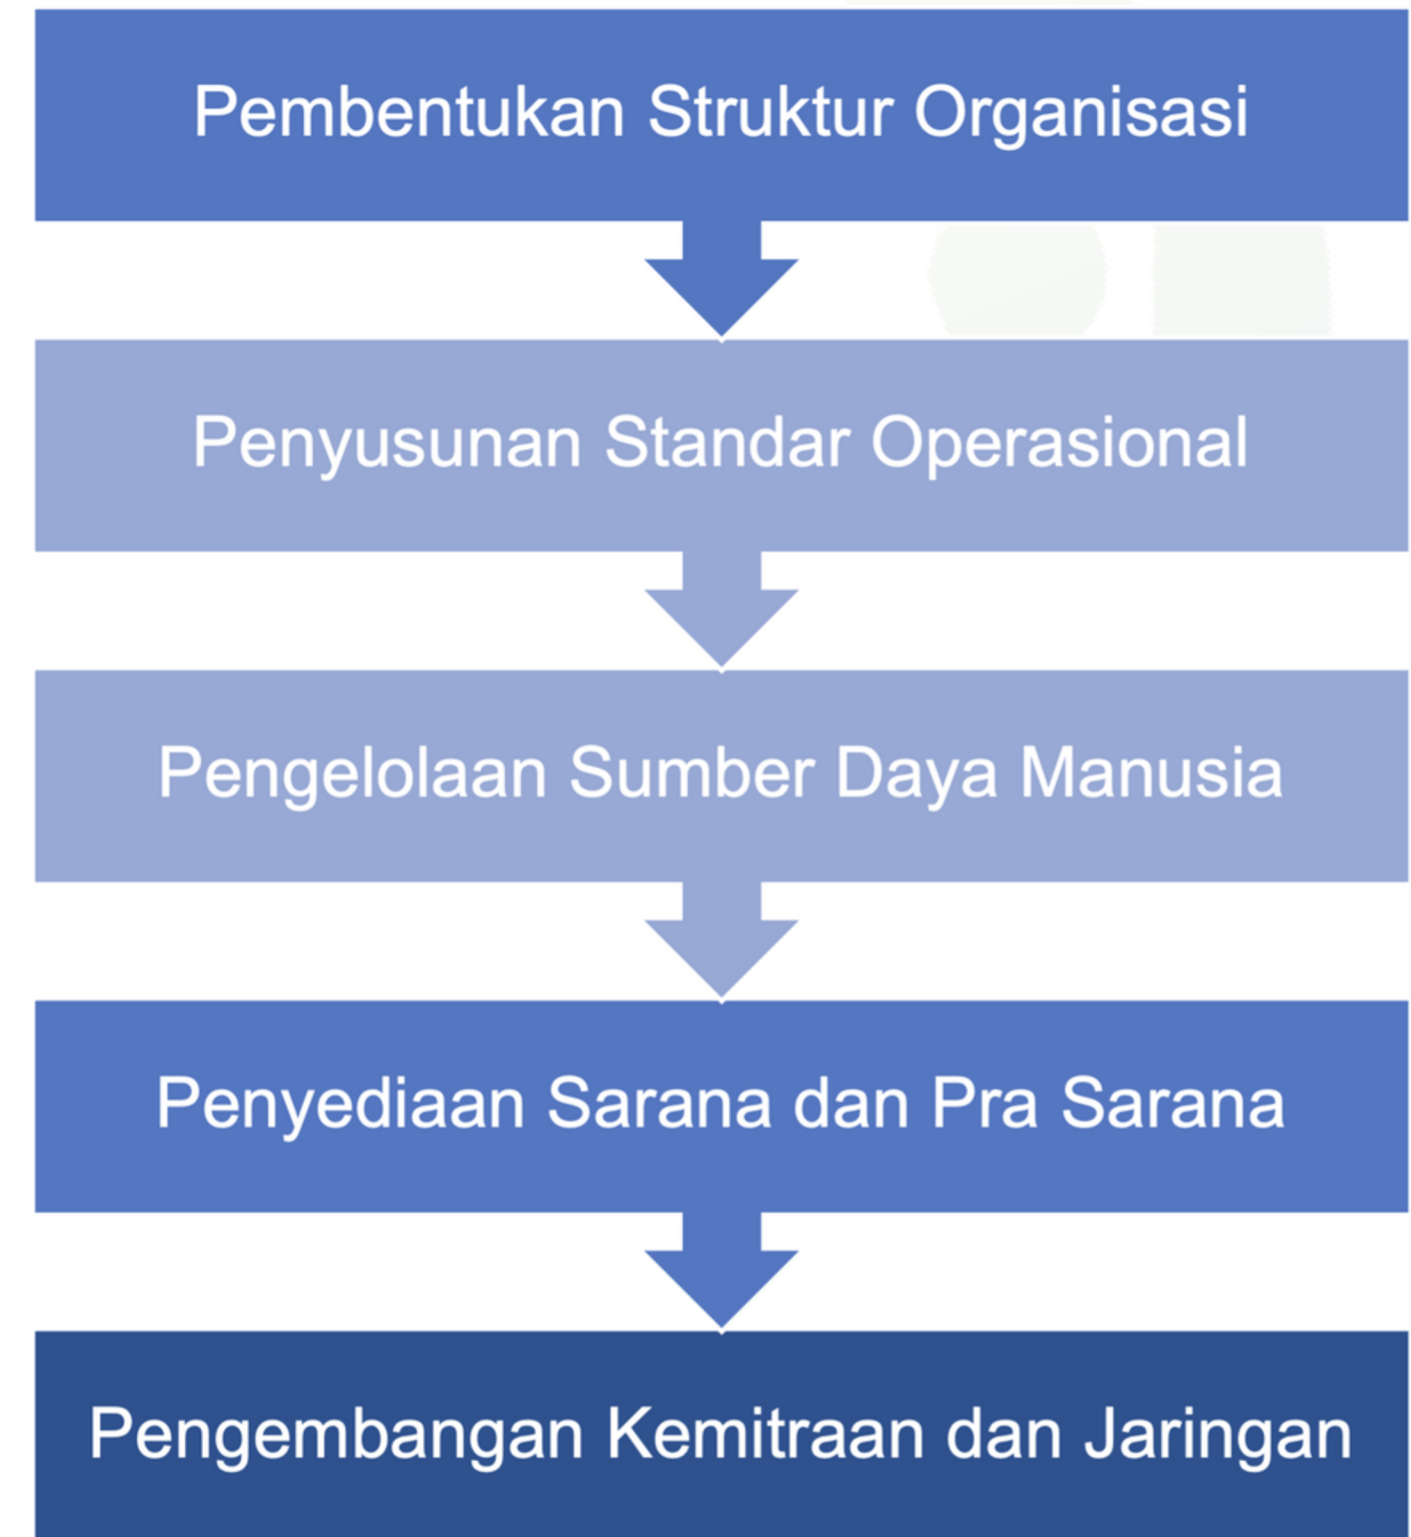 Pembentukan Struktur Organisasi
Penyusunan Standar Operasional
Pengelolaan Sumber Daya Manusia
Penyediaan Sarana dan Pra Sarana
Pengembangan Kemitraan dan Jaringan